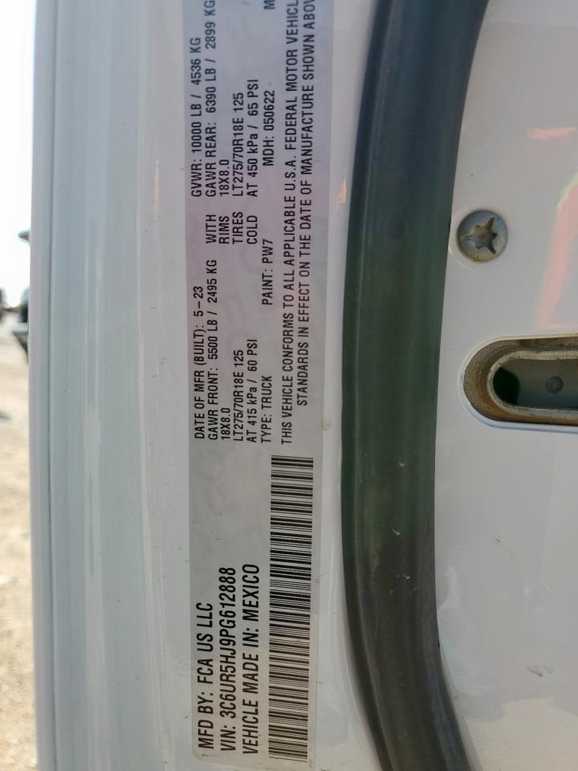 MFD BY: FCA US LLC
VIN: 3C6UR5HJ9PG612888
VEHICLE MADE IN: MEXICO
DATE OF MFR (BUILT): 5-23 GVWR: 10000 LB / 4536 KG
GAWR FRONT: 5500 LB / 2495 KG WITH GAWR REAR: 6390 LB / 2899 KG
18X8.0 RIMS 18X8.0
LT275/70R18E 125 TIRES LT275/70R18E 125
AT 415 kPa / 60 PSI COLD AT 450 kPa / 65 PSI
TYPE: TRUCK PAINT: PW7 MDH: 050622
THIS VEHICLE CONFORMS TO ALL APPLICABLE U.S.A. FEDERAL MOTOR VEHICL
STANDARDS IN EFFECT ON THE DATE OF MANUFACTURE SHOWN ABOV